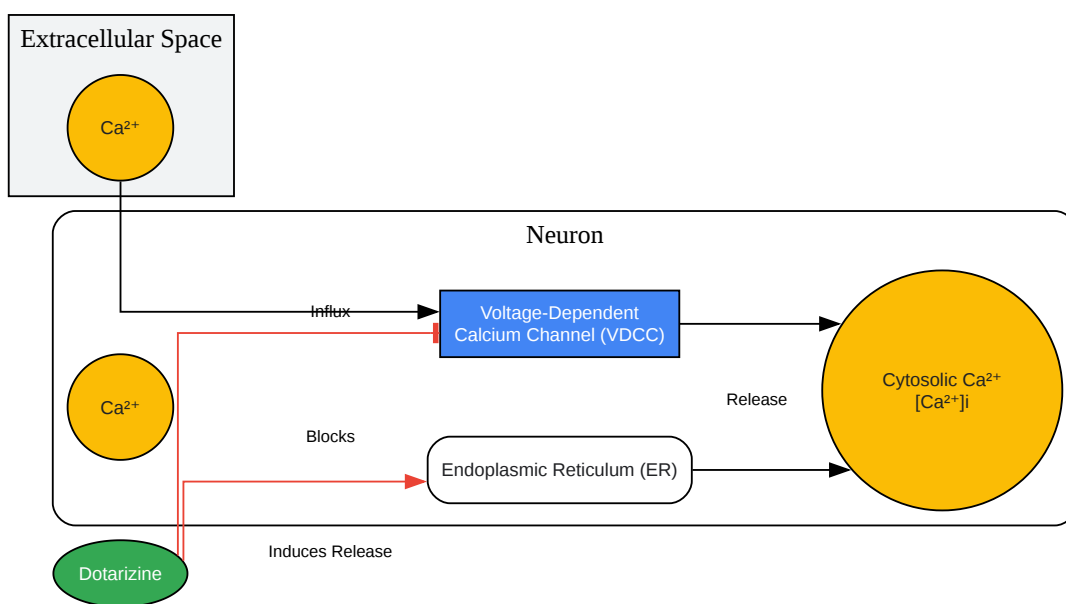 Extracellular Space
Ca²⁺
Neuron
Influx
Voltage-Dependent
Calcium Channel (VDCC)
Ca²⁺
Cytosolic Ca²⁺
[Ca²⁺]i
Release
Blocks
Endoplasmic Reticulum (ER)
Induces Release
Dotarizine